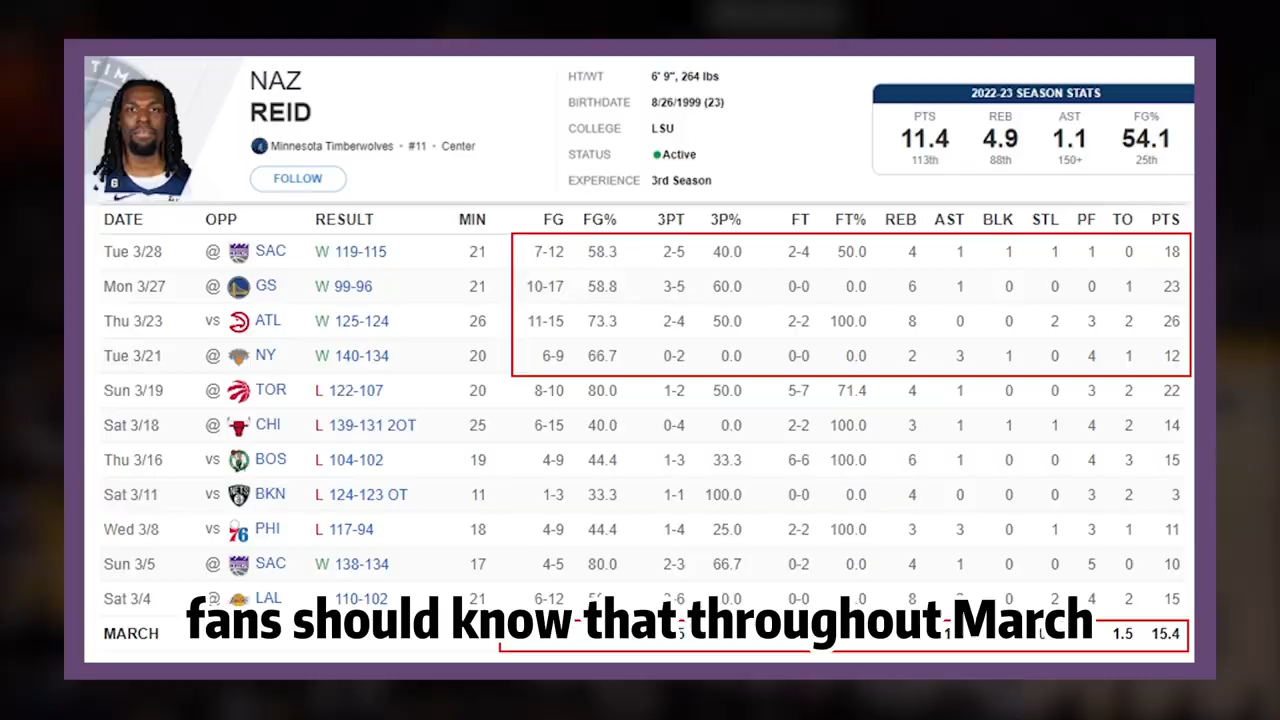 TIM
NAZ
REID
Minnesota Timberwolves • #11 • Center
FOLLOW
HT/WT 6' 9", 264 lbs
BIRTHDATE 8/26/1999 (23)
COLLEGE LSU
STATUS Active
EXPERIENCE 3rd Season
2022-23 SEASON STATS
PTS REB AST FG%
11.4 4.9 1.1 54.1
113th 88th 150+ 25th
DATE OPP RESULT MIN FG FG% 3PT 3P% FT FT% REB AST BLK STL PF TO PTS
Tue 3/28 @ SAC W 119-115 21 7-12 58.3 2-5 40.0 2-4 50.0 4 1 1 1 1 0 18
Mon 3/27 @ GS W 99-96 21 10-17 58.8 3-5 60.0 0-0 0.0 6 1 0 0 0 1 23
Thu 3/23 vs ATL W 125-124 26 11-15 73.3 2-4 50.0 2-2 100.0 8 0 0 2 3 2 26
Tue 3/21 @ NY W 140-134 20 6-9 66.7 0-2 0.0 0-0 0.0 2 3 1 0 4 1 12
Sun 3/19 @ TOR L 122-107 20 8-10 80.0 1-2 50.0 5-7 71.4 4 1 0 0 3 2 22
Sat 3/18 @ CHI L 139-131 2OT 25 6-15 40.0 0-4 0.0 2-2 100.0 3 1 1 1 4 2 14
Thu 3/16 vs BOS L 104-102 19 4-9 44.4 1-3 33.3 6-6 100.0 6 1 0 0 4 3 15
Sat 3/11 vs BKN L 124-123 OT 11 1-3 33.3 1-1 100.0 0-0 0.0 4 0 0 0 3 2 3
Wed 3/8 vs PHI L 117-94 18 4-9 44.4 1-4 25.0 2-2 100.0 3 3 0 1 3 1 11
Sun 3/5 @ SAC W 138-134 17 4-5 80.0 2-3 66.7 0-2 0.0 4 1 0 0 5 0 10
Sat 3/4 @ LAL 110-102 21 6-12 0-0 8 2 4 2 15
fans should know that throughout March
MARCH 1.5 15.4